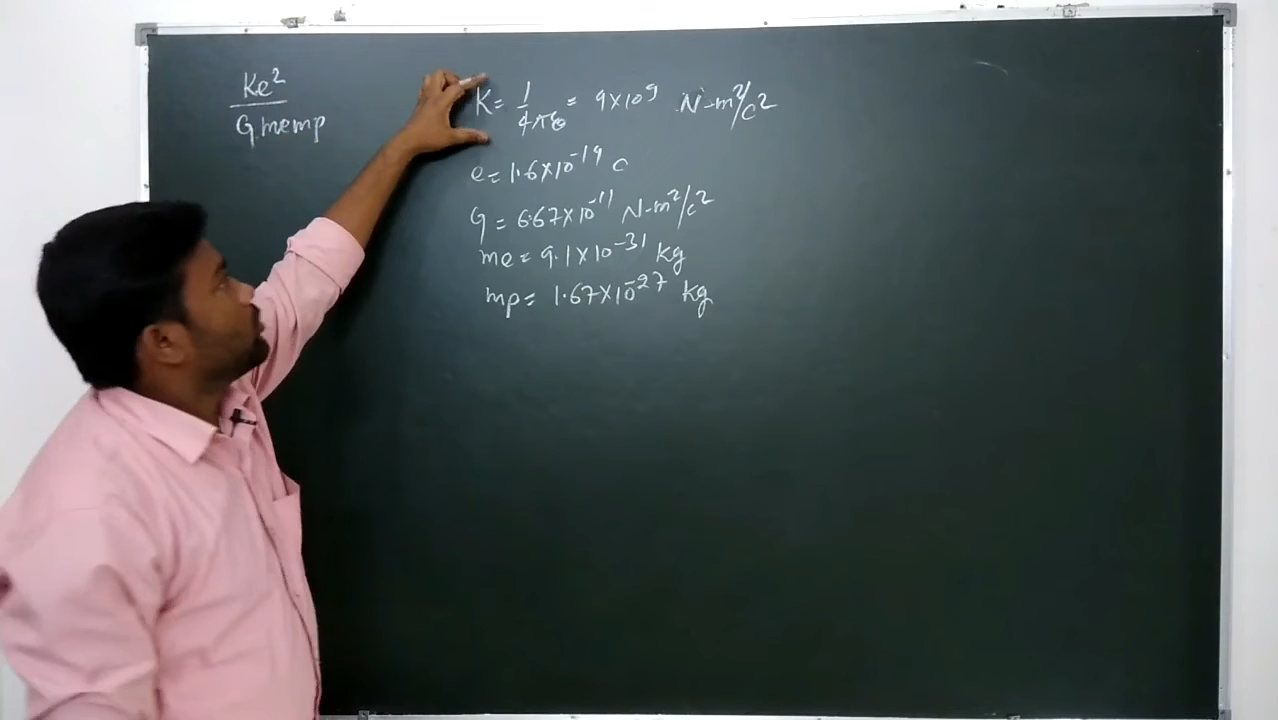 Ke²
G memp
K = 1/4πε₀ = 9×10⁹ N-m²/C²
e = 1.6×10⁻¹⁹ C
G = 6.67×10⁻¹¹ N-m²/c²
me = 9.1×10⁻³¹ kg
mp = 1.67×10⁻²⁷ kg